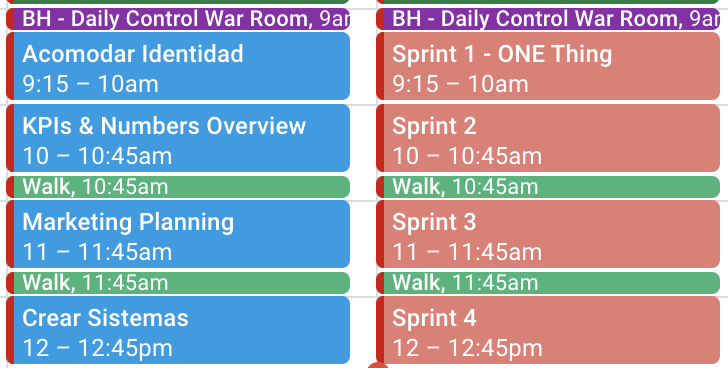 BH - Daily Control War Room, 9ar
Acomodar Identidad
9:15 – 10am
KPIs & Numbers Overview
10 – 10:45am
Walk, 10:45am
Marketing Planning
11 – 11:45am
Walk, 11:45am
Crear Sistemas
12 – 12:45pm
BH - Daily Control War Room, 9ar
Sprint 1 - ONE Thing
9:15 – 10am
Sprint 2
10 – 10:45am
Walk, 10:45am
Sprint 3
11 – 11:45am
Walk, 11:45am
Sprint 4
12 – 12:45pm